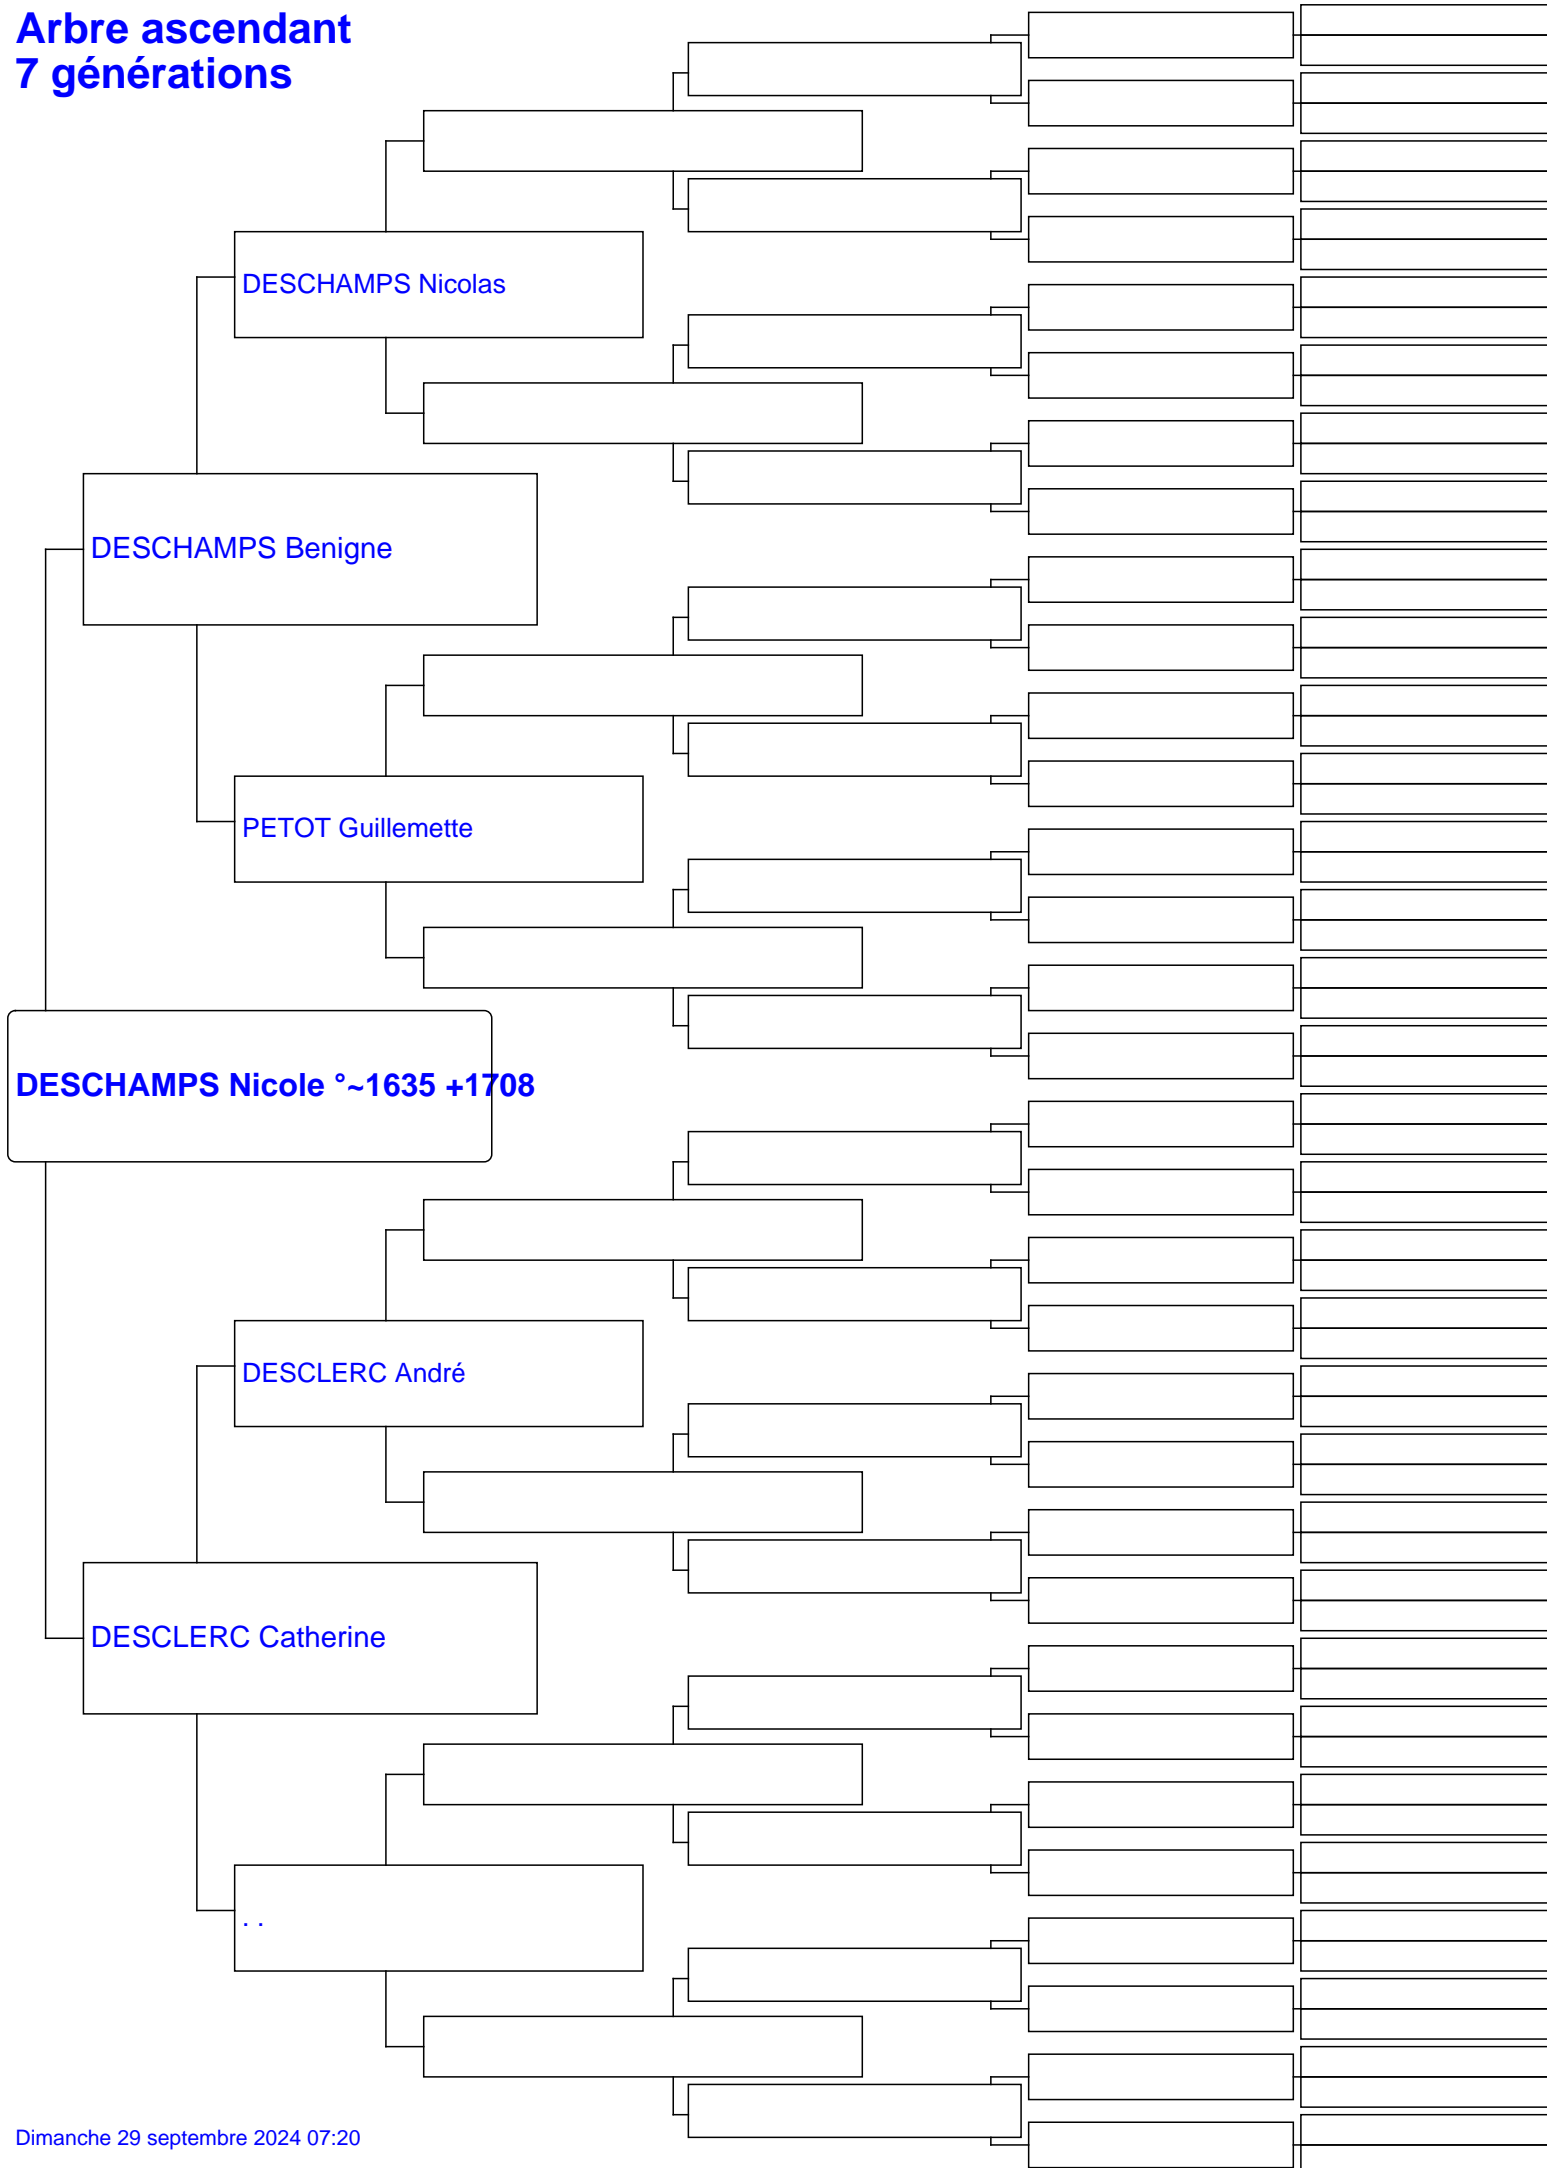 Arbre ascendant
7 générations
DESCHAMPS Nicolas
DESCHAMPS Benigne
PETOT Guillemette
DESCHAMPS Nicole °~1635 +1708
DESCLERC André
DESCLERC Catherine
. .
Dimanche 29 septembre 2024 07:20